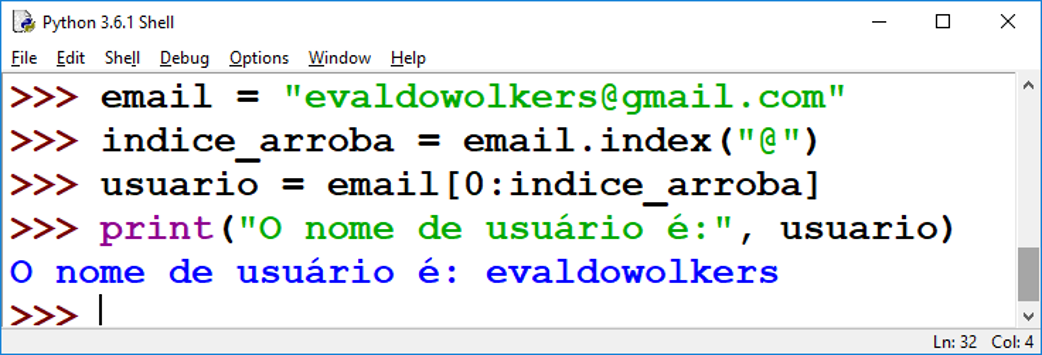 Python 3.6.1 Shell
File Edit Shell Debug Options Window Help
>>> email = "evaldowolkers@gmail.com"
>>> indice_arroba = email.index("@")
>>> usuario = email[0:indice_arroba]
>>> print("O nome de usuário é:", usuario)
O nome de usuário é: evaldowolkers
>>>
Ln: 32 Col: 4